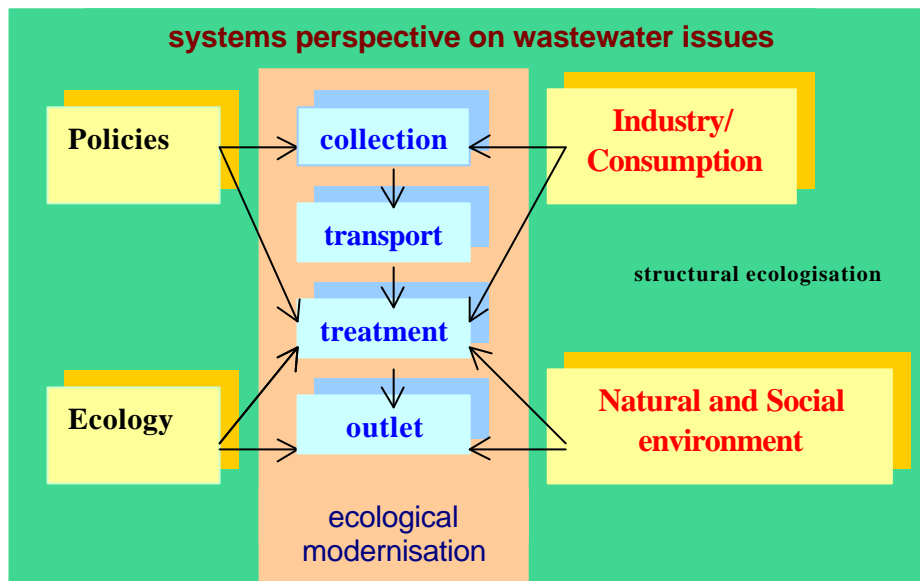 systems perspective on wastewater issues
Policies
collection
Industry/
Consumption
transport
structural ecologisation
treatment
Ecology
outlet
Natural and Social
environment
ecological
modernisation